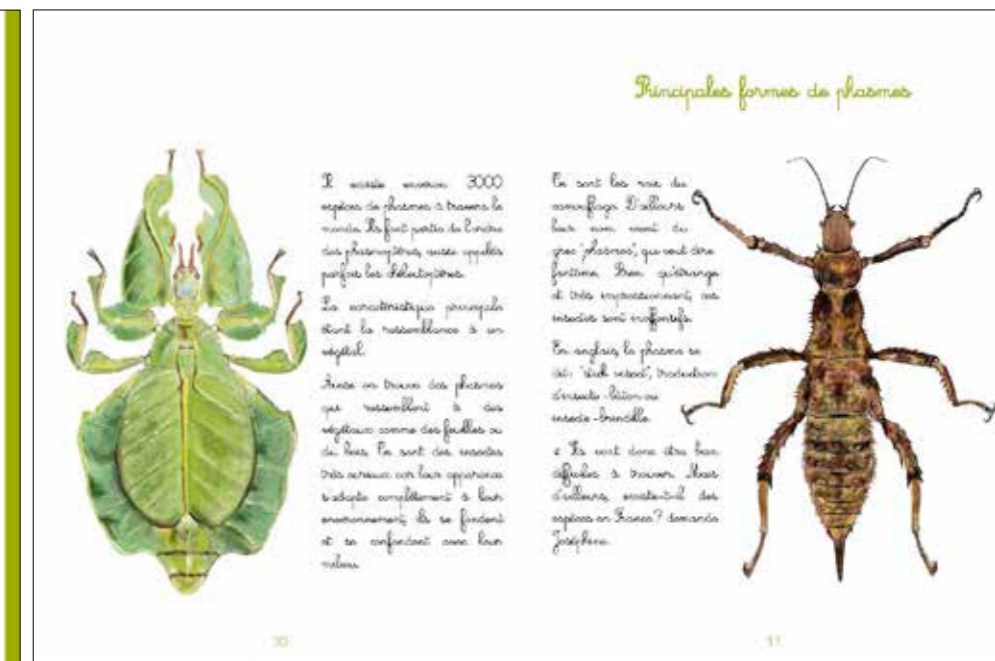 Principales formes de phasmes
Il existe environ 3000
espèces de phasmes à travers le
monde. Ils font partie de l'ordre
des phasmoptères, aussi appelés
parfois les chéleutoptères.
La caractéristique principale
étant la ressemblance à un
végétal.
Aussi on trouve des phasmes
qui ressemblent à des
végétaux comme des feuilles ou
du bois. Ce sont des insectes
très curieux car leur apparence
s'adapte complètement à leur
environnement, ils se fondent
et se confondent avec leur
milieu.
Ce sont les rois du
camouflage. D'ailleurs
leur nom vient du
grec "phasma", qui veut dire
fantôme. Bien qu'étrange
et très impressionnant, ces
insectes sont inoffensifs.
En anglais, le phasme se
dit : "stick insect", traduction
d'insecte-bâton ou
insecte-brindille.
« Ils vont donc être bien
difficiles à trouver. Mais
d'ailleurs, existe-t-il des
espèces en France ? demanda
Joséphine.
30
31